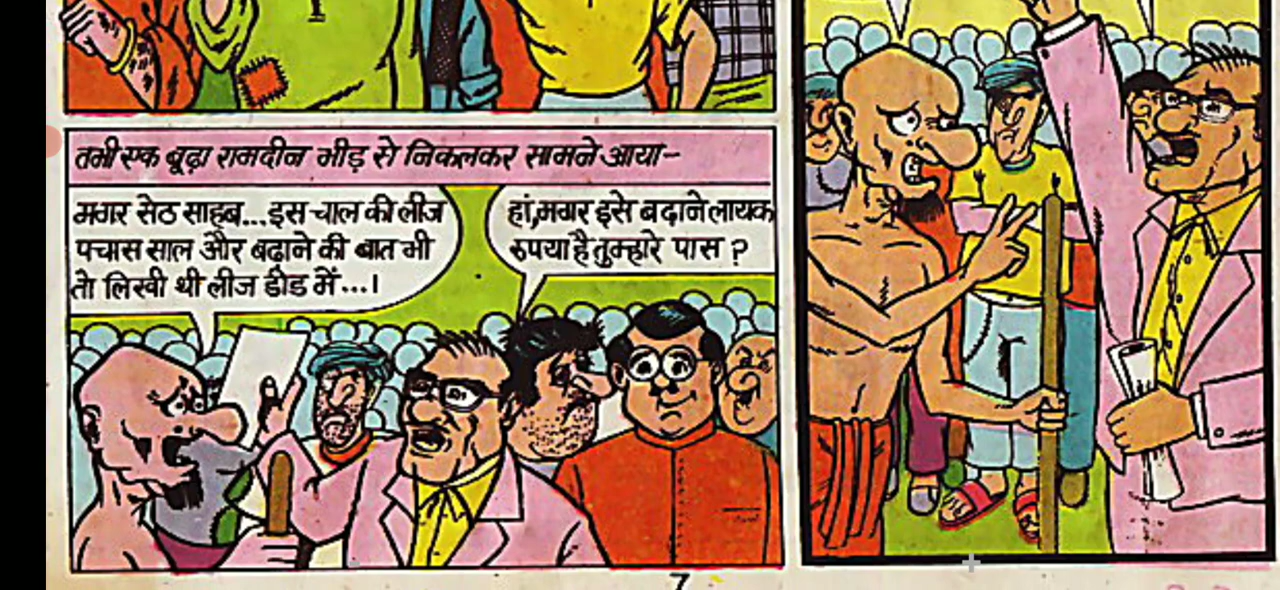 तभी एक बूढ़ा रामदीन भीड़ से निकलकर सामने आया—
मगर सेठ साहब...इस चाल की लीज
पचास साल और बढ़ाने की बात भी
तो लिखी थी लीज डीड में...।
हां,मगर इसे बढ़ाने लायक
रुपया है तुम्हारे पास ?
7